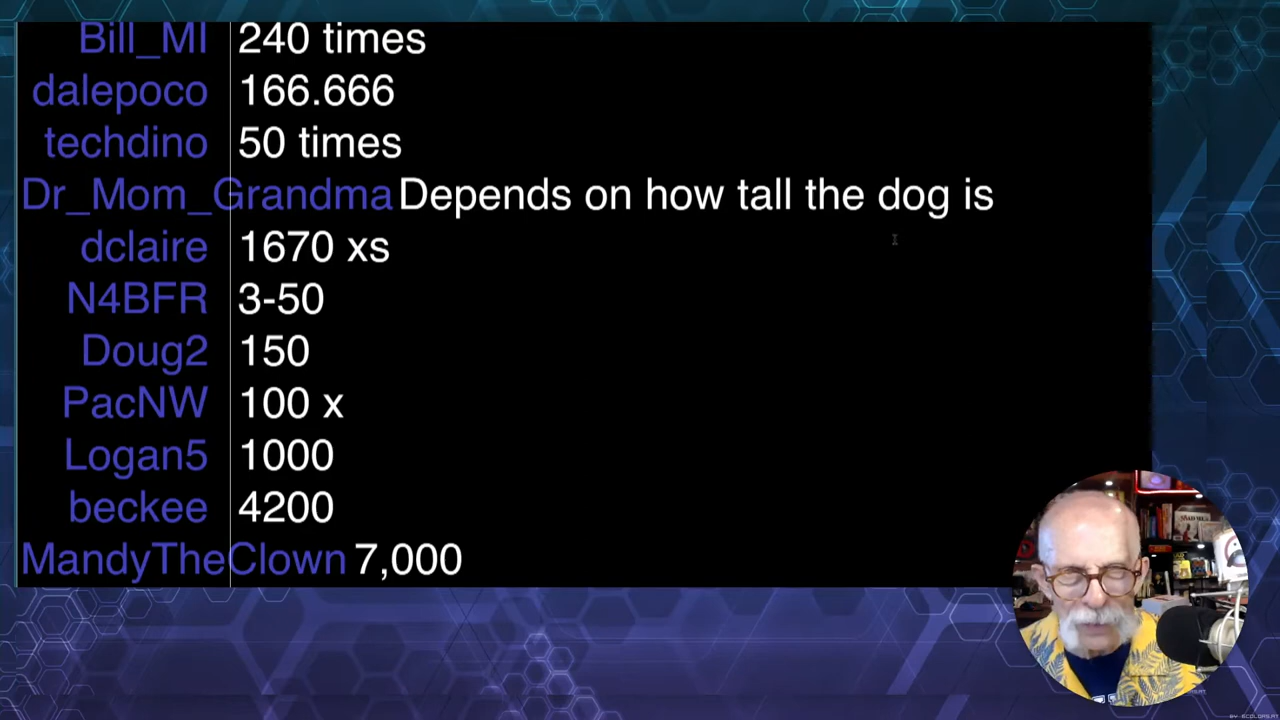 Bill_MI 240 times
dalepoco 166.666
techdino 50 times
Dr_Mom_Grandma Depends on how tall the dog is
dclaire 1670 xs
N4BFR 3-50
Doug2 150
PacNW 100 x
Logan5 1000
beckee 4200
MandyTheClown 7,000